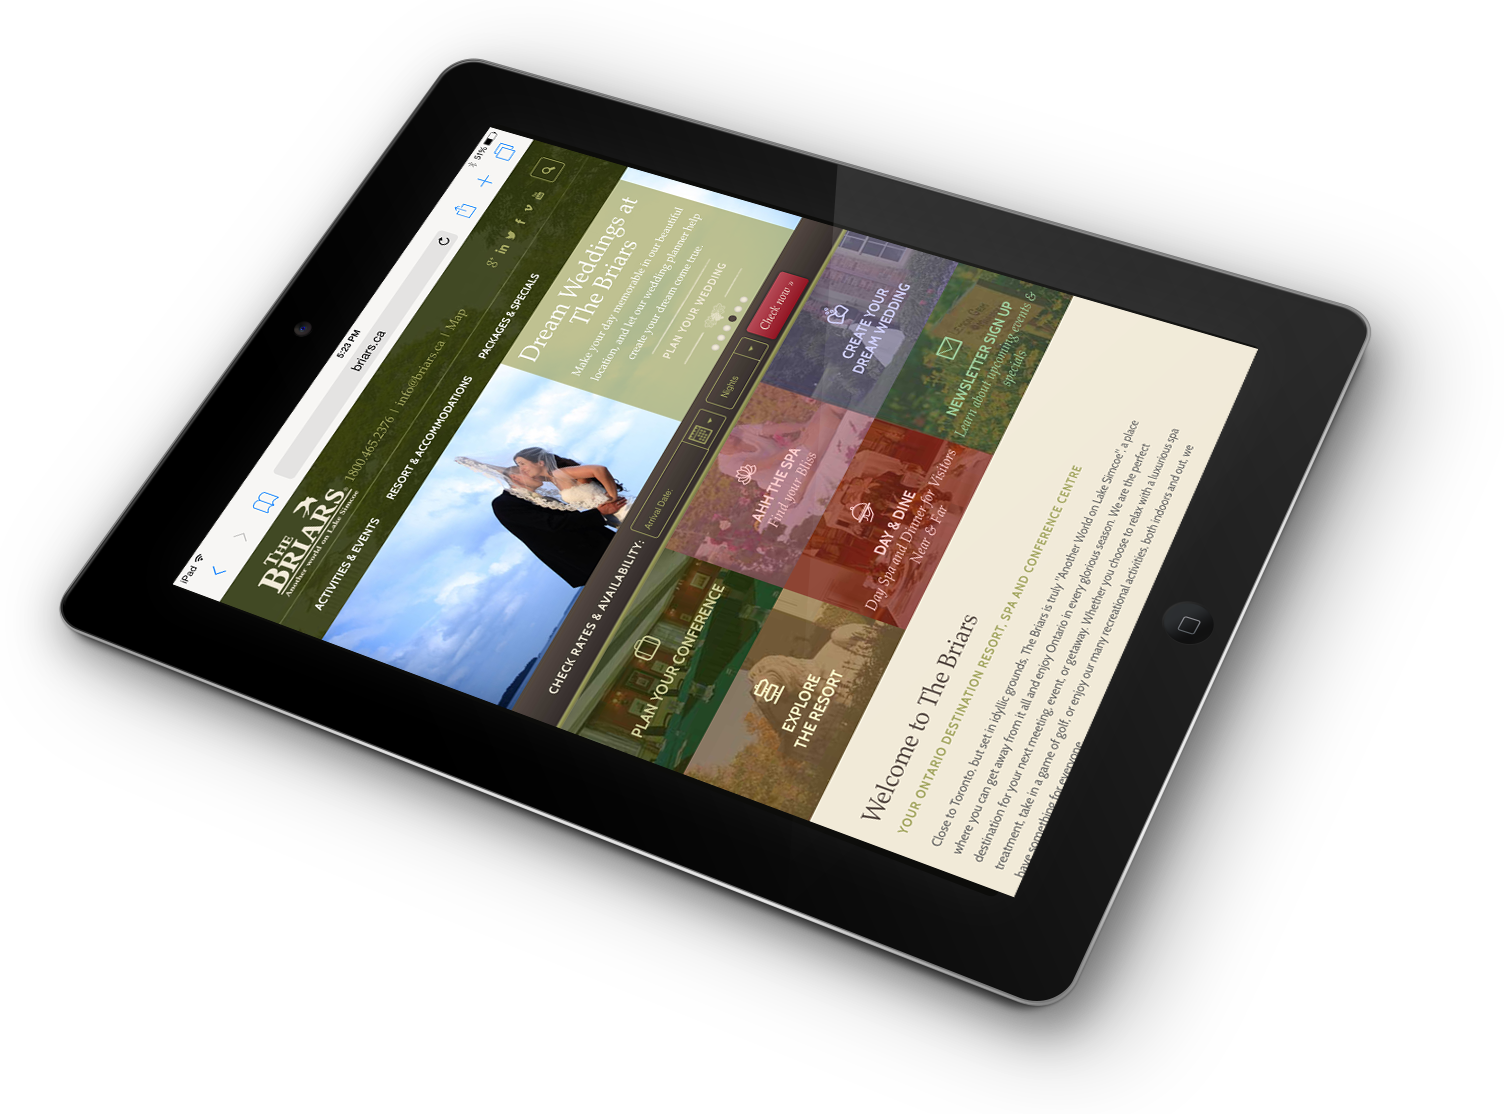 iPad
5:23 PM
51%
briars.ca
THE
BRIARS
Another world on Lake Simcoe
1800.465.2376 | info@briars.ca | Map
ACTIVITIES & EVENTS
RESORT & ACCOMMODATIONS
PACKAGES & SPECIALS
Dream Weddings at
The Briars
Make your day memorable in our beautiful
location, and let our wedding planner help
create your dream come true.
PLAN YOUR WEDDING
CHECK RATES & AVAILABILITY:
Arrival Date:
Nights
Check now »
PLAN YOUR CONFERENCE
AHH THE SPA
Find your Bliss
CREATE YOUR
DREAM WEDDING
EXPLORE
THE RESORT
DAY & DINE
Day Spa and Dinner for Visitors
Near & Far
NEWSLETTER SIGN UP
Learn about upcoming events &
specials
Welcome to The Briars
YOUR ONTARIO DESTINATION RESORT, SPA AND CONFERENCE CENTRE
Close to Toronto, but set in idyllic grounds, The Briars is truly "Another World on Lake Simcoe", a place
where you can get away from it all and enjoy Ontario in every glorious season. We are the perfect
destination for your next meeting, event, or getaway. Whether you choose to relax with a luxurious spa
treatment, take in a game of golf, or enjoy our many recreational activities, both indoors and out, we
have something for everyone.